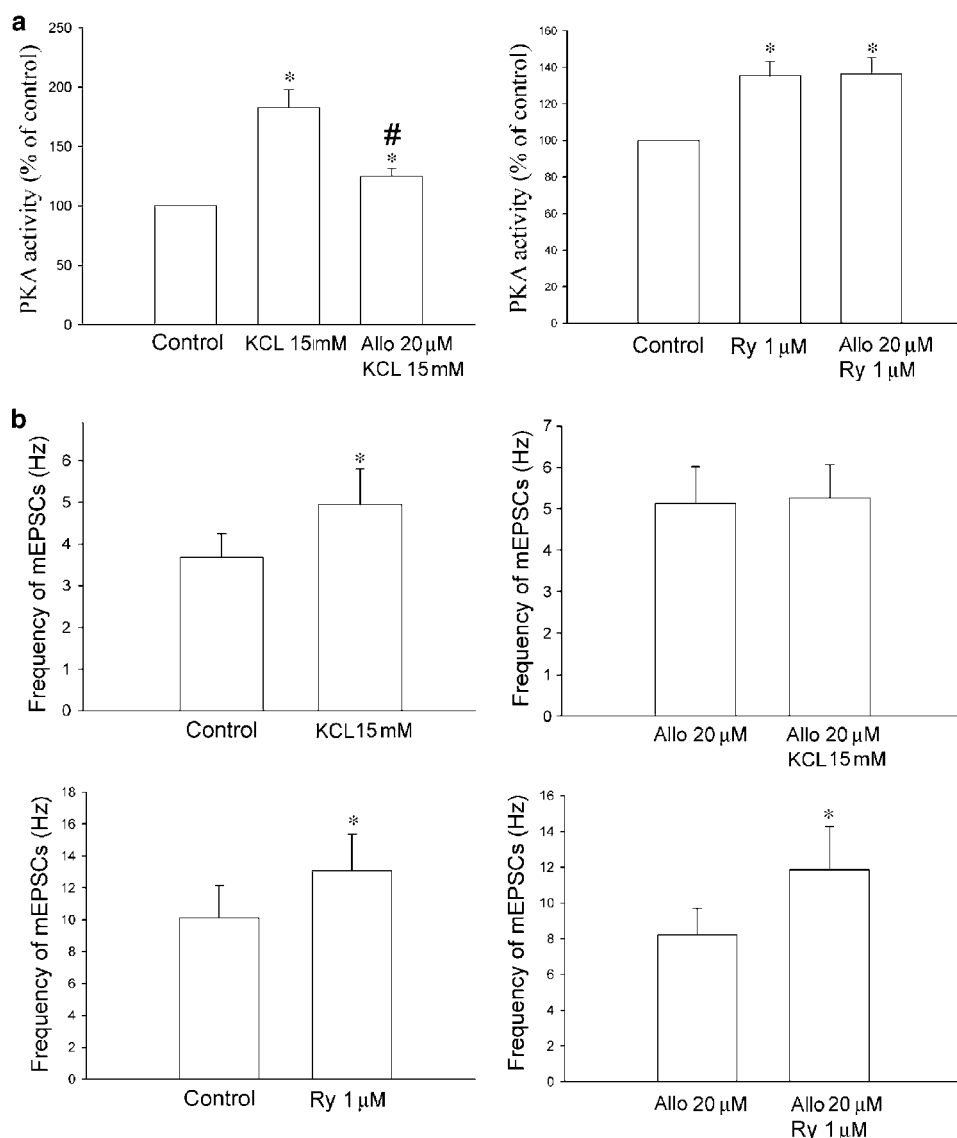 a
PKA activity (% of control)
250
200
150
100
50
0
*
#
*
Control
KCL 15mM
Allo 20 μM
KCL 15 mM
PKA activity (% of control)
160
140
120
100
80
60
40
20
0
*
*
Control
Ry 1 μM
Allo 20 μM
Ry 1 μM
b
Frequency of mEPSCs (Hz)
6
5
4
3
2
1
0
*
Control
KCL15 mM
Frequency of mEPSCs (Hz)
7
6
5
4
3
2
1
0
Allo 20 μM
Allo 20 μM
KCL 15 mM
Frequency of mEPSCs (Hz)
18
16
14
12
10
8
6
4
2
0
*
Control
Ry 1 μM
Frequency of mEPSCs (Hz)
16
14
12
10
8
6
4
2
0
*
Allo 20 μM
Allo 20 μM
Ry 1 μM